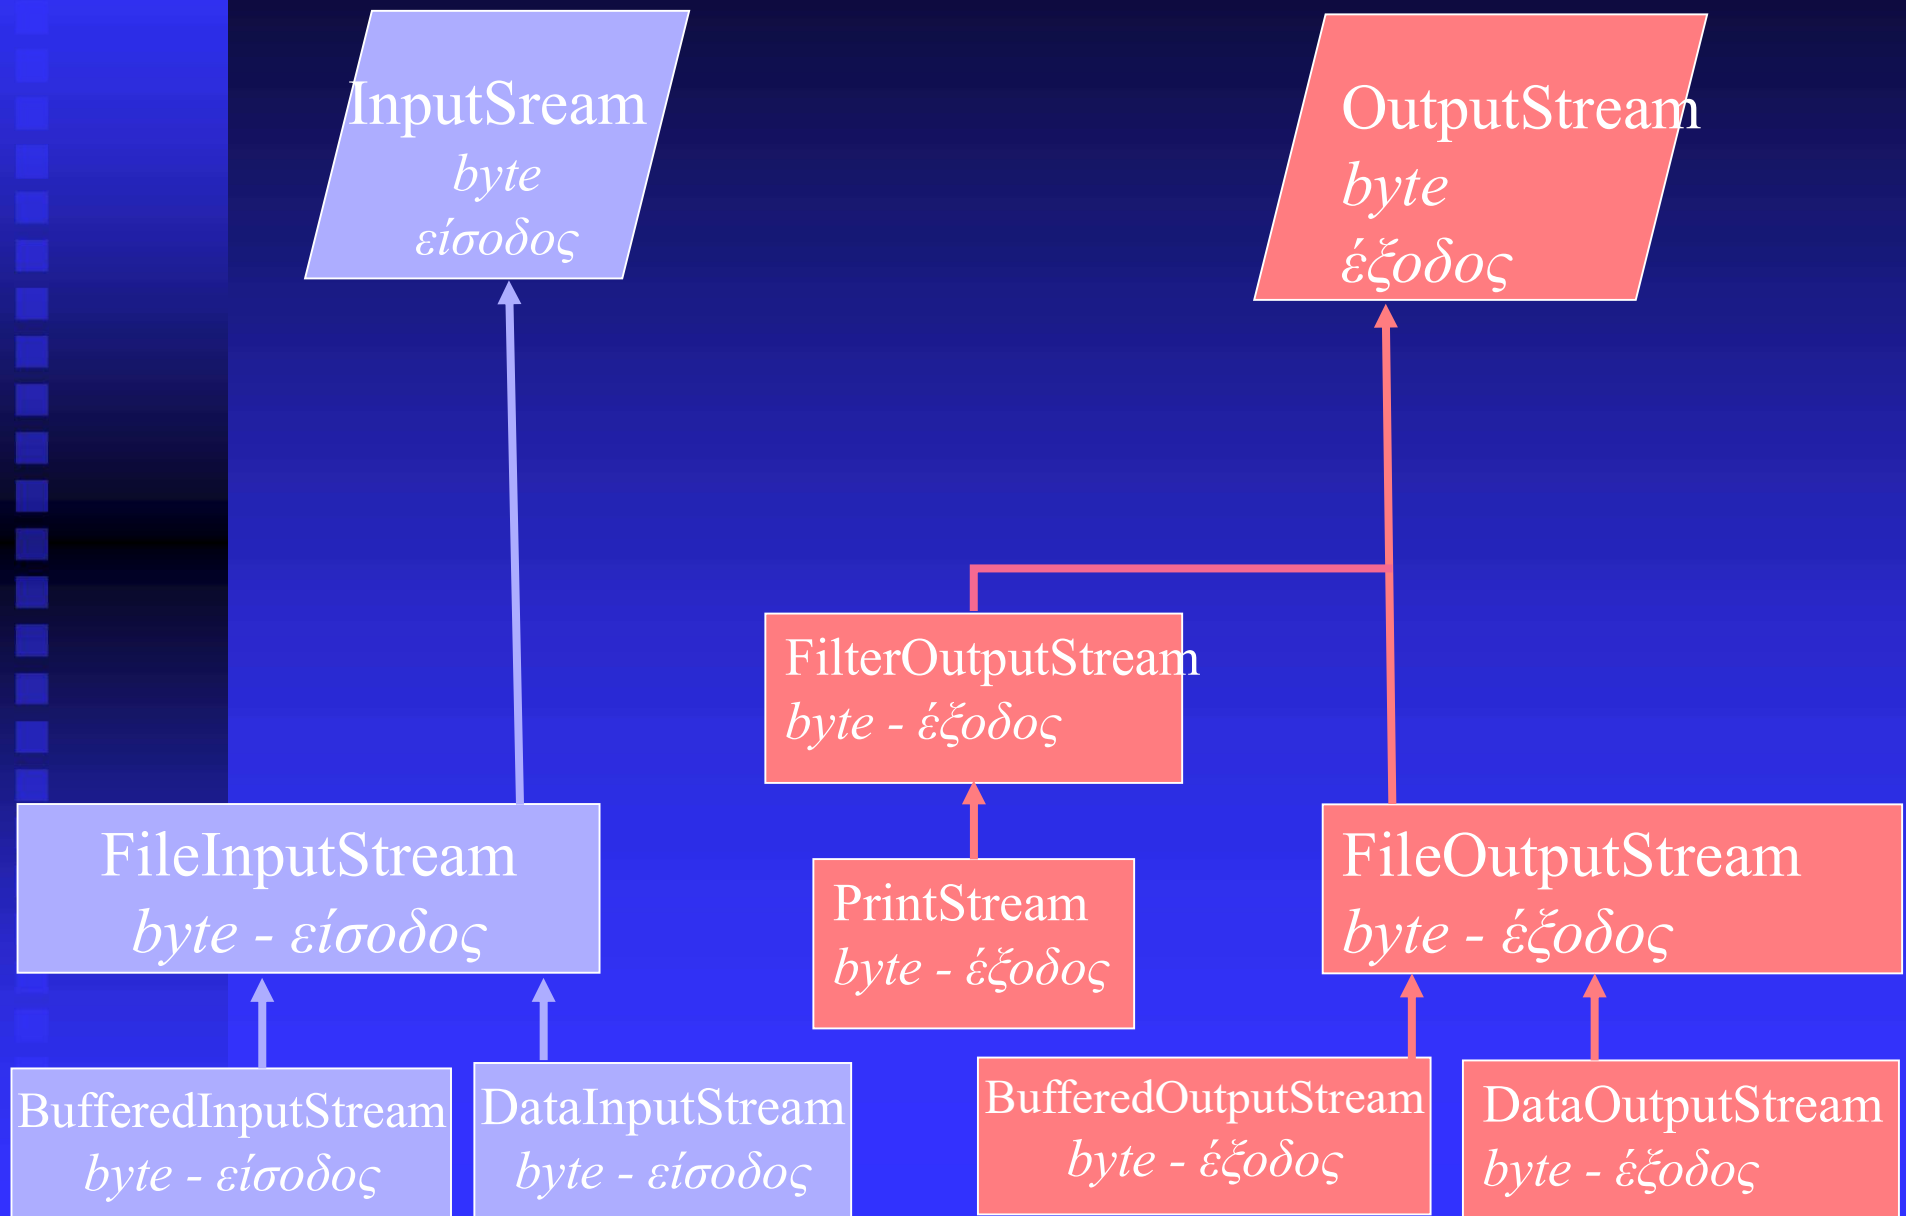 InputSream
byte
είσοδος
OutputStream
byte
έξοδος
FilterOutputStream
byte - έξοδος
FileInputStream
byte - είσοδος
PrintStream
byte - έξοδος
FileOutputStream
byte - έξοδος
BufferedInputStream
byte - είσοδος
DataInputStream
byte - είσοδος
BufferedOutputStream
byte - έξοδος
DataOutputStream
byte - έξοδος